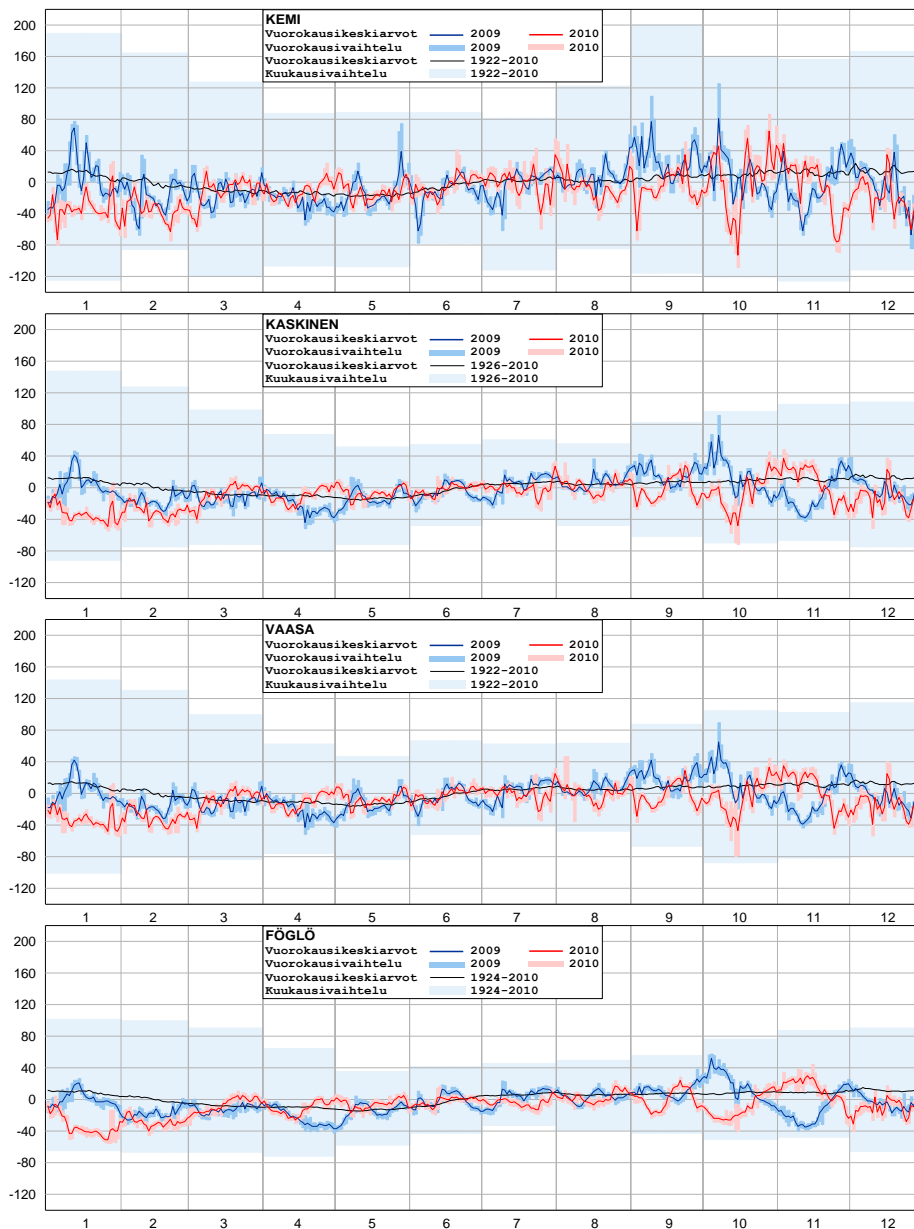 KEMI
Vuorokausikeskiarvot 2009 2010
Vuorokausivaihtelu 2009 2010
Vuorokausikeskiarvot 1922-2010
Kuukausivaihtelu 1922-2010
200
160
120
80
40
0
-40
-80
-120
1 2 3 4 5 6 7 8 9 10 11 12
KASKINEN
Vuorokausikeskiarvot 2009 2010
Vuorokausivaihtelu 2009 2010
Vuorokausikeskiarvot 1926-2010
Kuukausivaihtelu 1926-2010
200
160
120
80
40
0
-40
-80
-120
1 2 3 4 5 6 7 8 9 10 11 12
VAASA
Vuorokausikeskiarvot 2009 2010
Vuorokausivaihtelu 2009 2010
Vuorokausikeskiarvot 1922-2010
Kuukausivaihtelu 1922-2010
200
160
120
80
40
0
-40
-80
-120
1 2 3 4 5 6 7 8 9 10 11 12
FÖGLÖ
Vuorokausikeskiarvot 2009 2010
Vuorokausivaihtelu 2009 2010
Vuorokausikeskiarvot 1924-2010
Kuukausivaihtelu 1924-2010
200
160
120
80
40
0
-40
-80
-120
1 2 3 4 5 6 7 8 9 10 11 12